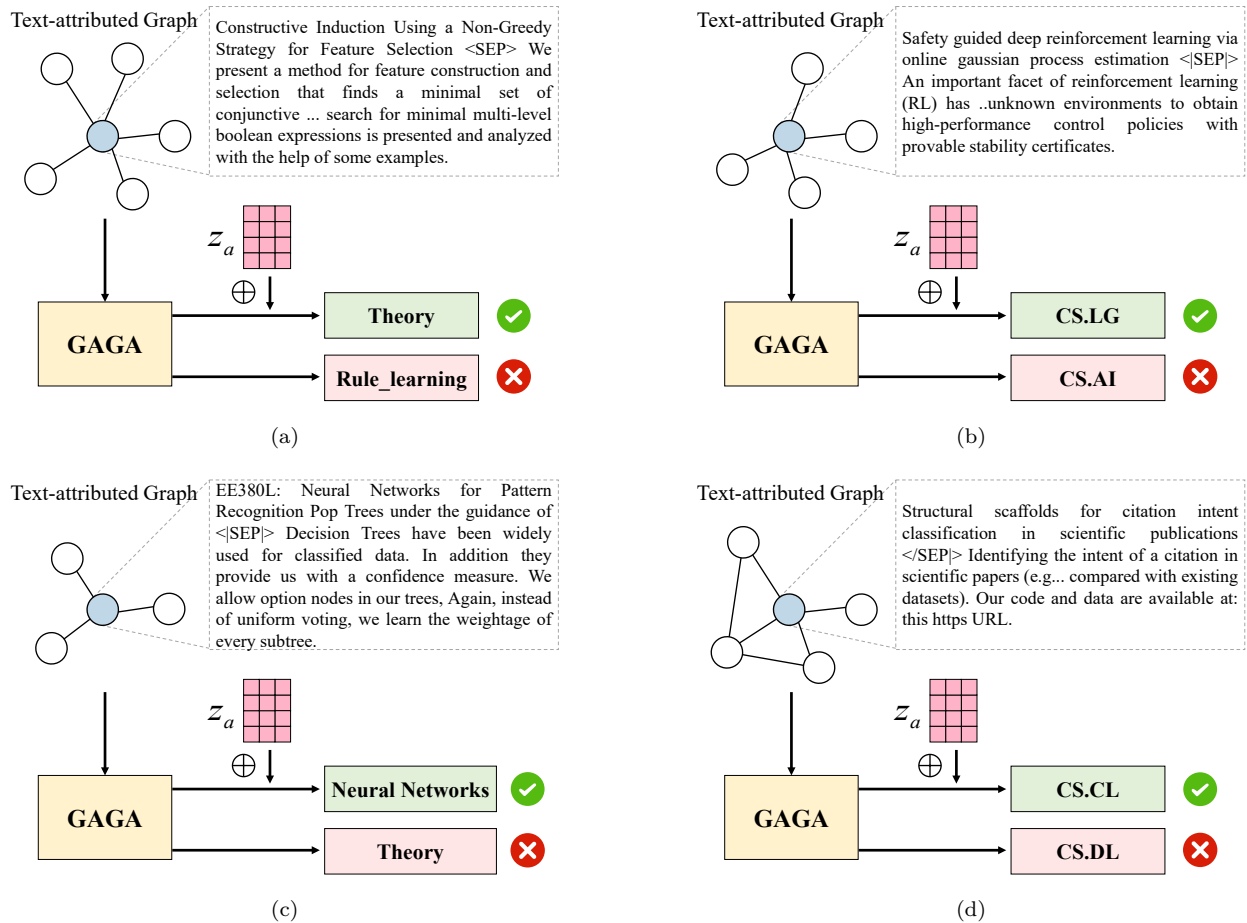 Text-attributed Graph
Constructive Induction Using a Non-Greedy
Strategy for Feature Selection <SEP> We
present a method for feature construction and
selection that finds a minimal set of
conjunctive ... search for minimal multi-level
boolean expressions is presented and analyzed
with the help of some examples.
z_a
GAGA
Theory
Rule_learning
(a)
Text-attributed Graph
Safety guided deep reinforcement learning via
online gaussian process estimation <|SEP|>
An important facet of reinforcement learning
(RL) has ..unknown environments to obtain
high-performance control policies with
provable stability certificates.
z_a
GAGA
CS.LG
CS.AI
(b)
Text-attributed Graph
EE380L: Neural Networks for Pattern
Recognition Pop Trees under the guidance of
<|SEP|> Decision Trees have been widely
used for classified data. In addition they
provide us with a confidence measure. We
allow option nodes in our trees, Again, instead
of uniform voting, we learn the weightage of
every subtree.
z_a
GAGA
Neural Networks
Theory
(c)
Text-attributed Graph
Structural scaffolds for citation intent
classification in scientific publications
</SEP|> Identifying the intent of a citation in
scientific papers (e.g... compared with existing
datasets). Our code and data are available at:
this https URL.
z_a
GAGA
CS.CL
CS.DL
(d)